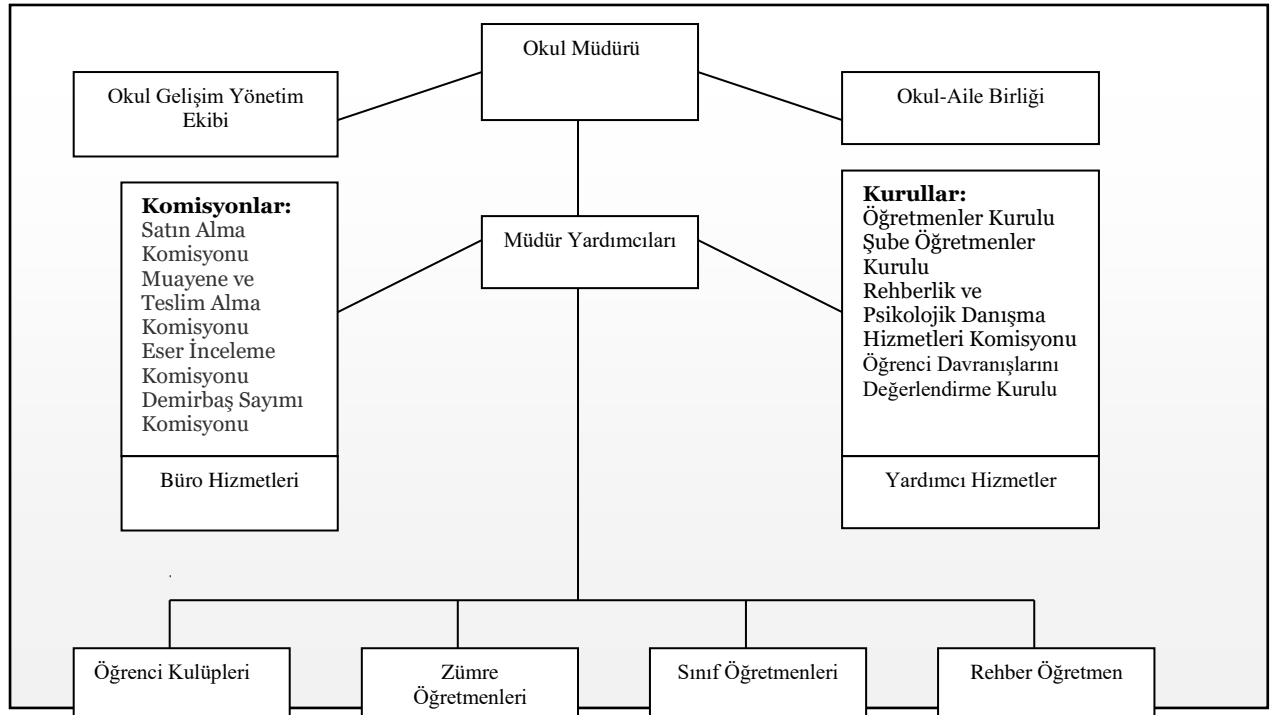 Okul Müdürü
Okul Gelişim Yönetim
Ekibi
Okul-Aile Birliği
Komisyonlar:
Satın Alma
Komisyonu
Muayene ve
Teslim Alma
Komisyonu
Eser İnceleme
Komisyonu
Demirbaş Sayımı
Komisyonu
Müdür Yardımcıları
Kurullar:
Öğretmenler Kurulu
Şube Öğretmenler
Kurulu
Rehberlik ve
Psikolojik Danışma
Hizmetleri Komisyonu
Öğrenci Davranışlarını
Değerlendirme Kurulu
Büro Hizmetleri
Yardımcı Hizmetler
Öğrenci Kulüpleri
Zümre
Öğretmenleri
Sınıf Öğretmenleri
Rehber Öğretmen